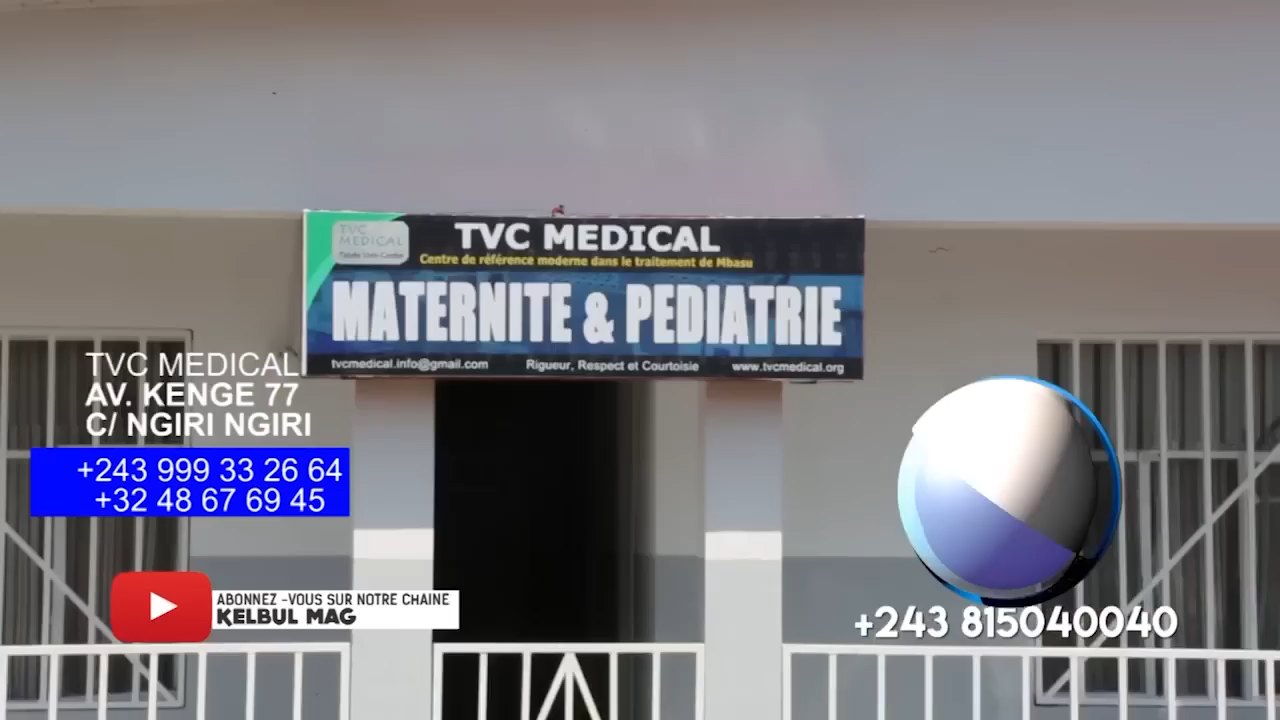 TVC
MEDICAL
TVC MEDICAL
Centre de référence moderne dans le traitement de Mbasu
MATERNITE & PEDIATRIE
tvcmedical.info@gmail.com Rigueur, Respect et Courtoisie www.tvcmedical.org
TVC MEDICAL
AV. KENGE 77
C/ NGIRI NGIRI
+243 999 33 26 64
+32 48 67 69 45
ABONNEZ -VOUS SUR NOTRE CHAINE
KELBUL MAG
+243 815040040